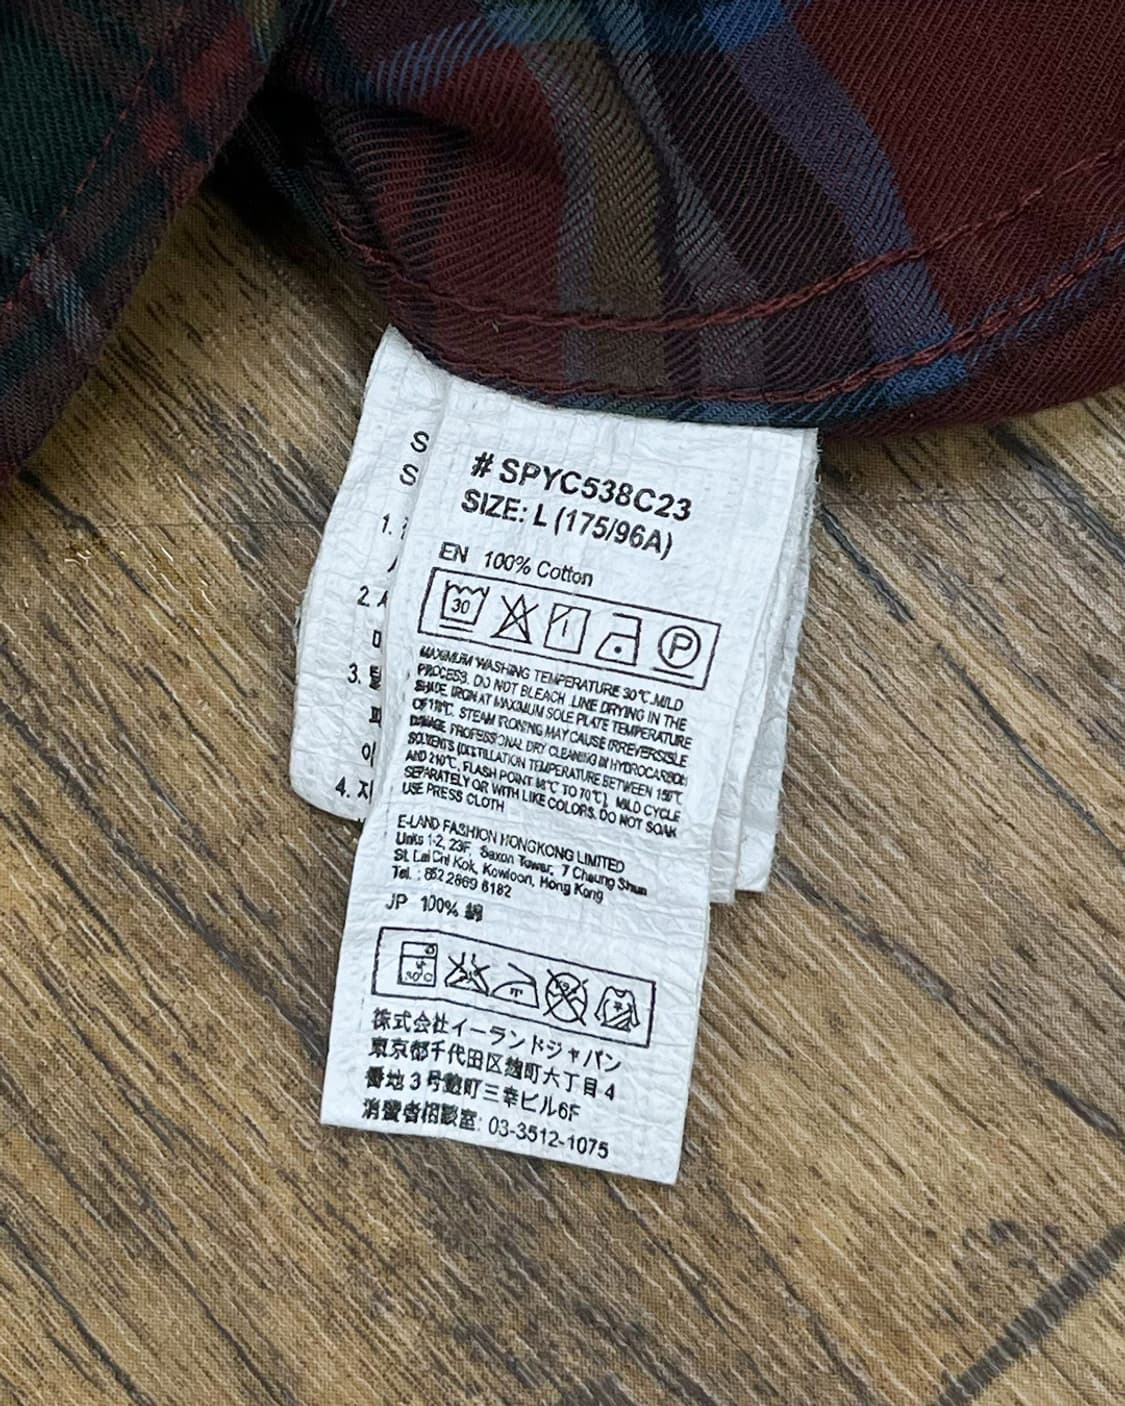 # SPYC538C23
SIZE: L (175/96A)
EN 100% Cotton
30
P
MAXIMUM WASHING TEMPERATURE 30℃.MILD
PROCESS. DO NOT BLEACH .LINE DRYING IN THE
SHADE IRON AT MAXIMUM SOLE PLATE TEMPERATURE
OF 110℃. STEAM IRONING MAY CAUSE IRREVERSIBLE
DAMAGE PROFESSIONAL DRY CLEANING IN HYDROCARBON
SOLVENTS (DISTILLATION TEMPERATURE BETWEEN 150℃
AND 210℃, FLASH POINT 38℃ TO 70℃), MILD CYCLE
SEPARATELY OR WITH LIKE COLORS. DO NOT SOAK
USE PRESS CLOTH
E-LAND FASHION HONGKONG LIMITED
Units 1-2, 23F, Saxon Tower, 7 Cheung Shun
St. Lai Chi Kok, Kowloon, Hong Kong
Tel. : 852 2869 6182
JP 100% 綿
株式会社イーランドジャパン
東京都千代田区麹町六丁目4
番地3号麹町三幸ビル6F
消費者相談室: 03-3512-1075
S
S
1.
2.
3.
4.